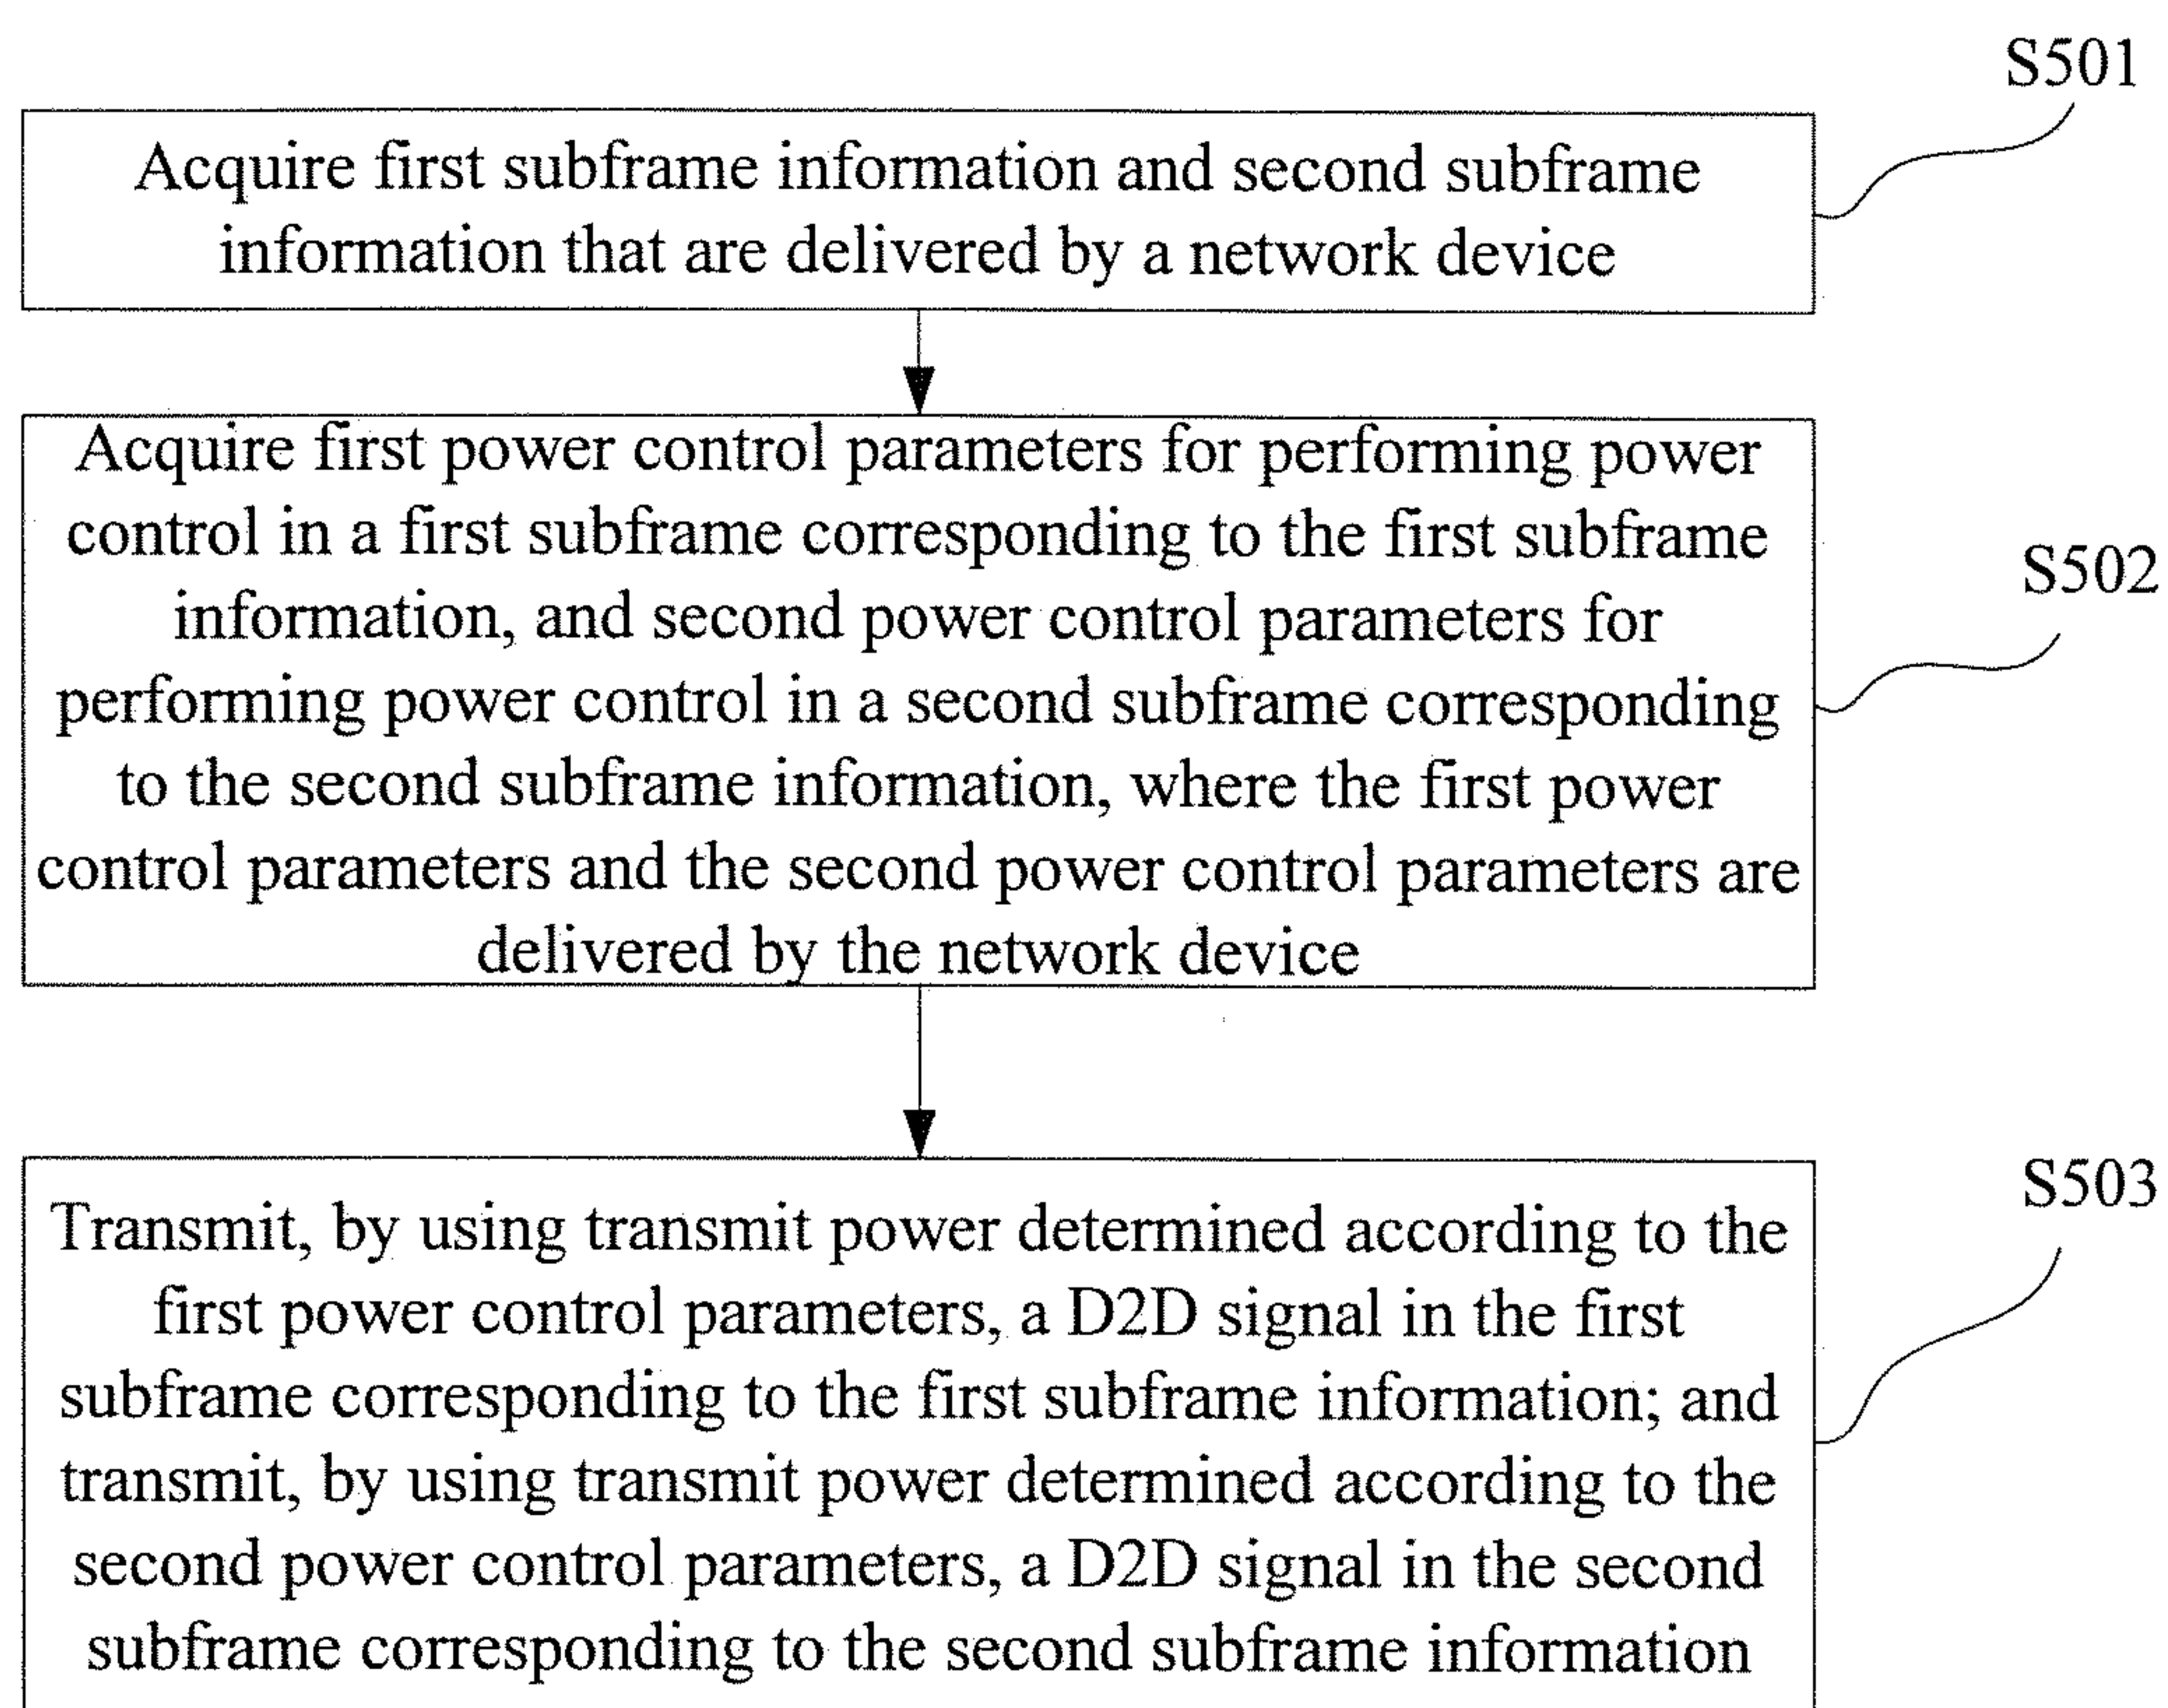 S501
Acquire first subframe information and second subframe
information that are delivered by a network device
Acquire first power control parameters for performing power
control in a first subframe corresponding to the first subframe
information, and second power control parameters for
performing power control in a second subframe corresponding
to the second subframe information, where the first power
control parameters and the second power control parameters are
delivered by the network device
S502
Transmit, by using transmit power determined according to the
first power control parameters, a D2D signal in the first
subframe corresponding to the first subframe information; and
transmit, by using transmit power determined according to the
second power control parameters, a D2D signal in the second
subframe corresponding to the second subframe information
S503